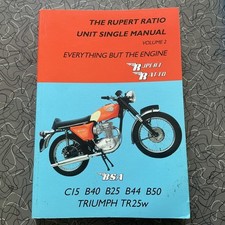 THE RUPERT RATIO
UNIT SINGLE MANUAL
VOLUME 2
EVERYTHING BUT THE ENGINE
RUPERT
RATIO
BSA
C15 B40 B25 B44 B50
TRIUMPH TR25w